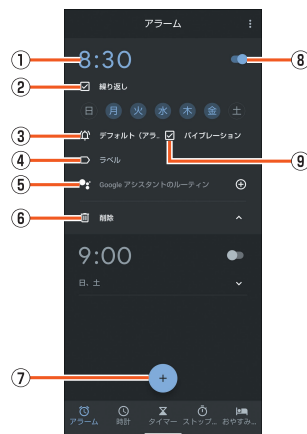 アラーム
① 8:30 ⑧
② 繰り返し
日 月 火 水 木 金 土
③ デフォルト（アラ... バイブレーション
④ ラベル ⑨
⑤ Google アシスタントのルーティン
⑥ 削除
9:00
日、土
⑦ +
アラーム 時計 タイマー ストップ... おやすみ...